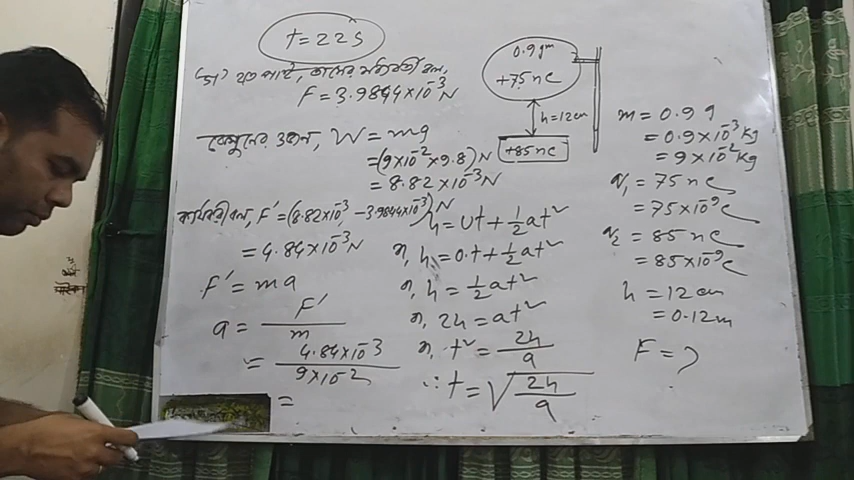 t=22s
গ) হতে পাই, তাদের মধ্যবর্তী বল,
F=3.9844×10⁻³N
বেলুনের ওজন, W=mg
=(9×10⁻²×9.8)N
=8.82×10⁻³N
কার্যকরী বল, F'=(8.82×10⁻³-3.9844×10⁻³)N
=4.84×10⁻³N
F'=ma
a=F'/m
=4.84×10⁻³/9×10⁻²
=
h=ut+½at²
বা, h=0.t+½at²
বা, h=½at²
বা, 2h=at²
বা, t²=2h/a
∴t=√(2h/a)
0.9gm
+75nc
h=12cm
+85nc
m=0.9g
=0.9×10⁻³kg
=9×10⁻²kg
q₁=75nc
=75×10⁻⁹c
q₂=85nc
=85×10⁻⁹c
h=12cm
=0.12m
F=?